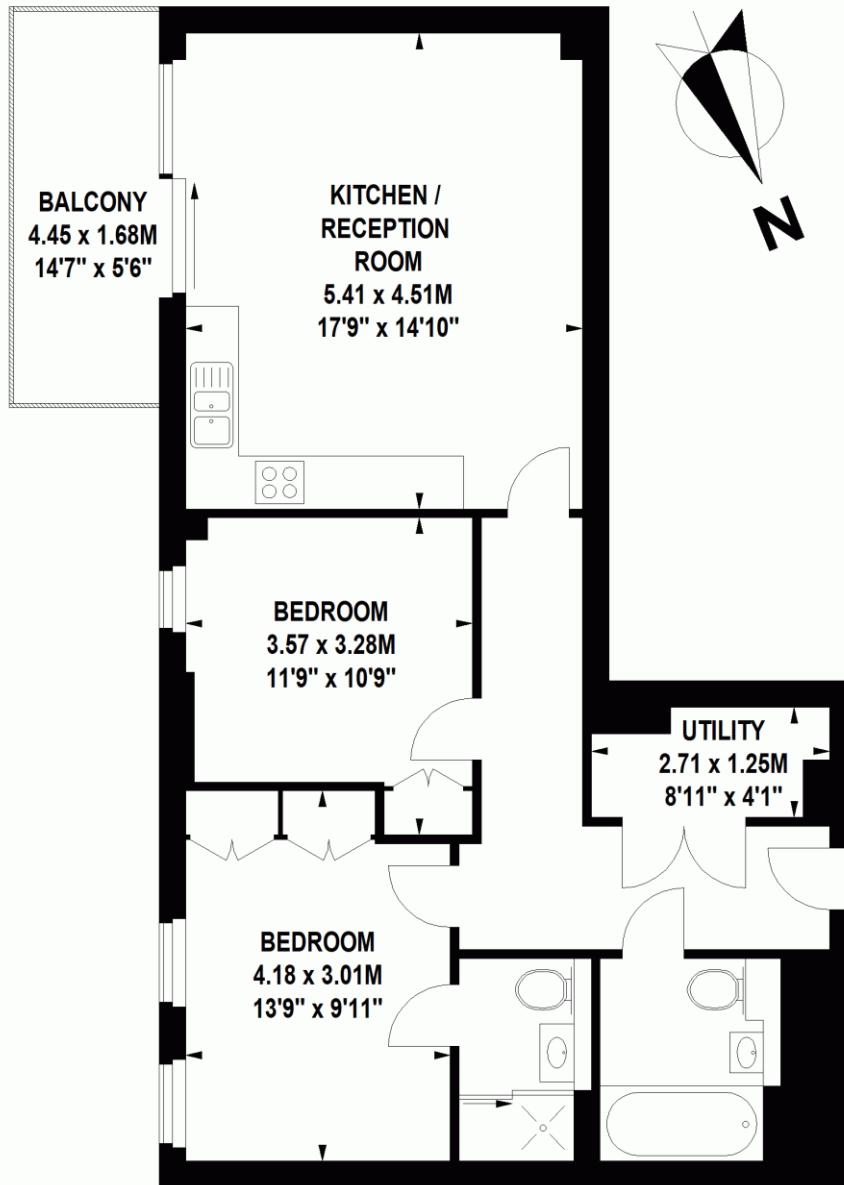 BALCONY
4.45 x 1.68M
14'7" x 5'6"
KITCHEN /
RECEPTION
ROOM
5.41 x 4.51M
17'9" x 14'10"
N
BEDROOM
3.57 x 3.28M
11'9" x 10'9"
UTILITY
2.71 x 1.25M
8'11" x 4'1"
BEDROOM
4.18 x 3.01M
13'9" x 9'11"